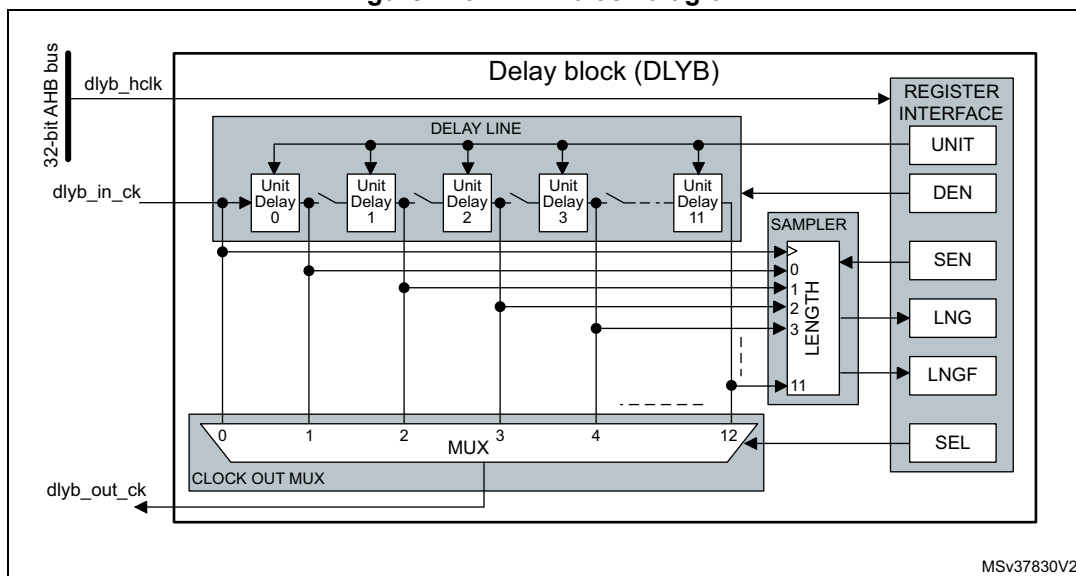 32-bit AHB bus
dlyb_hclk
Delay block (DLYB)
REGISTER
INTERFACE
DELAY LINE
UNIT
dlyb_in_ck
Unit
Delay
0
Unit
Delay
1
Unit
Delay
2
Unit
Delay
3
Unit
Delay
11
DEN
SAMPLER
SEN
0
1
2
3
11
LENGTH
LNG
LNGF
0
1
2
3
4
12
MUX
SEL
CLOCK OUT MUX
dlyb_out_ck
MSv37830V2